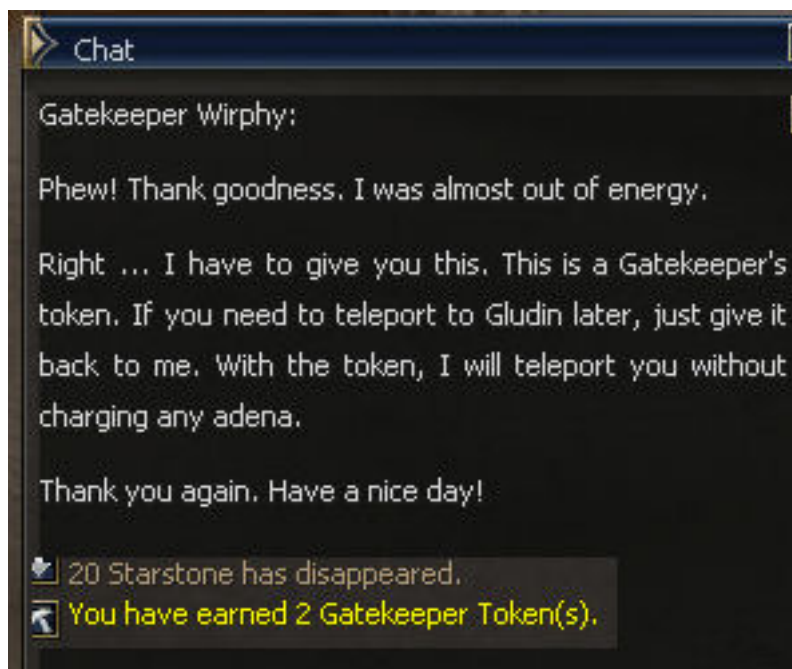 Chat
Gatekeeper Wirphy:
Phew! Thank goodness. I was almost out of energy.
Right ... I have to give you this. This is a Gatekeeper's
token. If you need to teleport to Gludin later, just give it
back to me. With the token, I will teleport you without
charging any adena.
Thank you again. Have a nice day!
20 Starstone has disappeared.
You have earned 2 Gatekeeper Token(s).